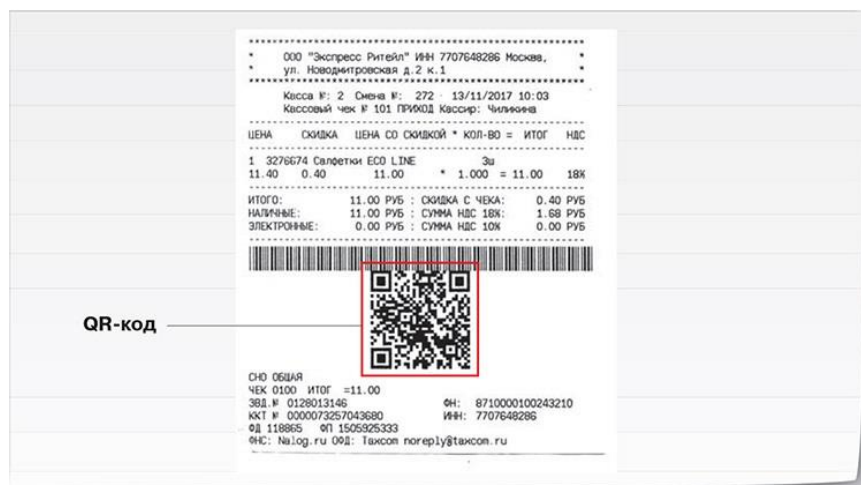 ООО "Экспресс Ритейл" ИНН 7707648286 Москва,
ул. Новодмитровская д.2 к.1
Касса №: 2 Смена №: 272 - 13/11/2017 10:03
Кассовый чек № 101 ПРИХОД Кассир: Чиликина
ЦЕНА СКИДКА ЦЕНА СО СКИДКОЙ * КОЛ-ВО = ИТОГ НДС
1 3276674 Салфетки ECO LINE 3ш
11.40 0.40 11.00 * 1.000 = 11.00 18%
ИТОГО: 11.00 РУБ : СКИДКА С ЧЕКА: 0.40 РУБ
НАЛИЧНЫЕ: 11.00 РУБ : СУММА НДС 18%: 1.68 РУБ
ЭЛЕКТРОННЫЕ: 0.00 РУБ : СУММА НДС 10% 0.00 РУБ
QR-код
СНО ОБЩАЯ
ЧЕК 0100 ИТОГ =11.00
ЗВД.№ 0128013146 ФН: 8710000100243210
ККТ № 0000073257043680 ИНН: 7707648286
ФД 118865 ФП 1505925333
ФНС: Nalog.ru ОФД: Taxcom noreply@taxcom.ru